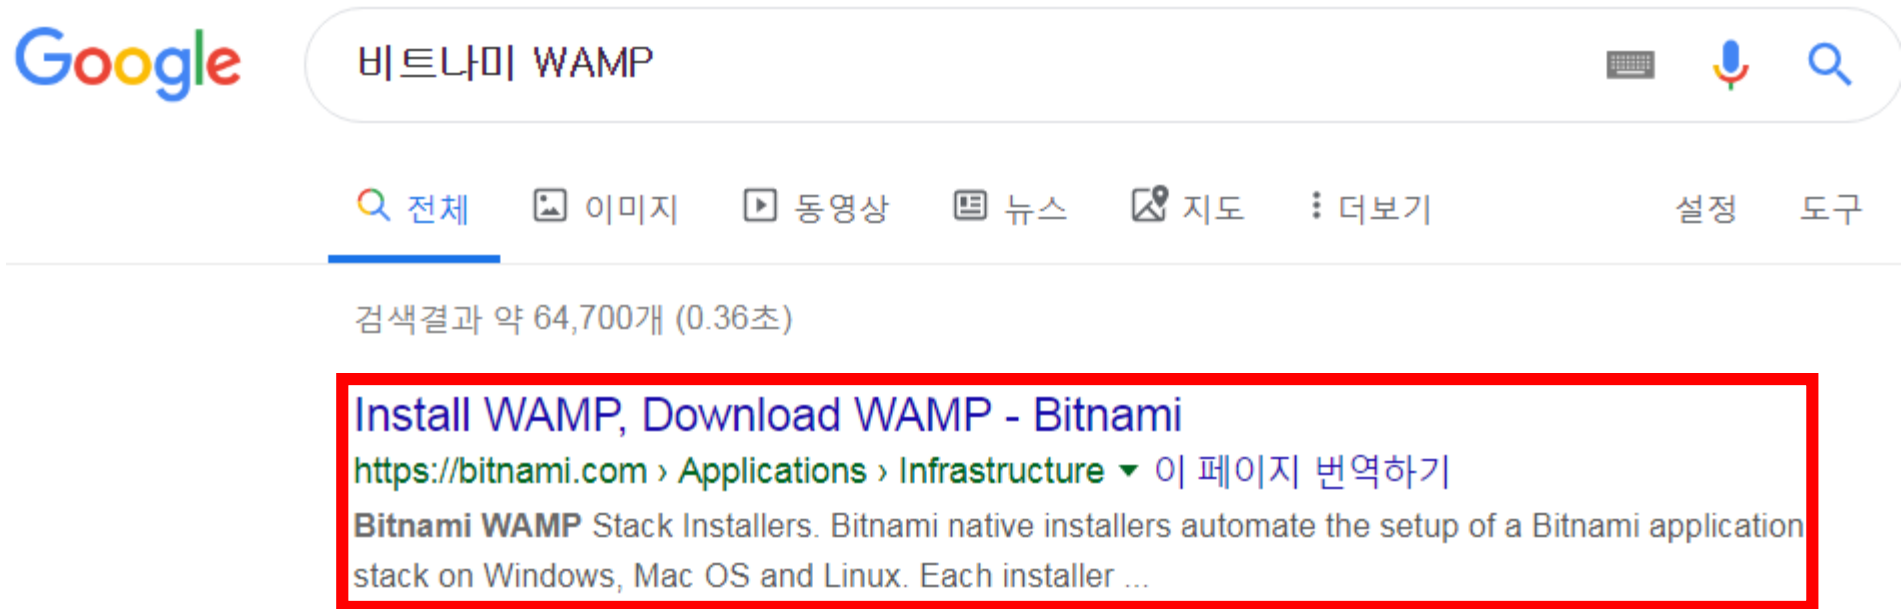 Google 비트나미 WAMP
전체 이미지 동영상 뉴스 지도 더보기 설정 도구
검색결과 약 64,700개 (0.36초)
Install WAMP, Download WAMP - Bitnami
https://bitnami.com › Applications › Infrastructure ▾ 이 페이지 번역하기
Bitnami WAMP Stack Installers. Bitnami native installers automate the setup of a Bitnami application
stack on Windows, Mac OS and Linux. Each installer ...